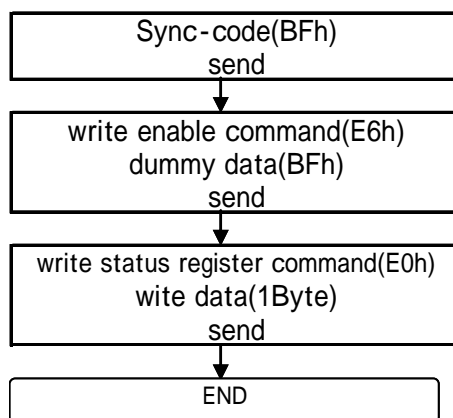 Sync-code(BFh)
send
write enable command(E6h)
dummy data(BFh)
send
write status register command(E0h)
wite data(1Byte)
send
END